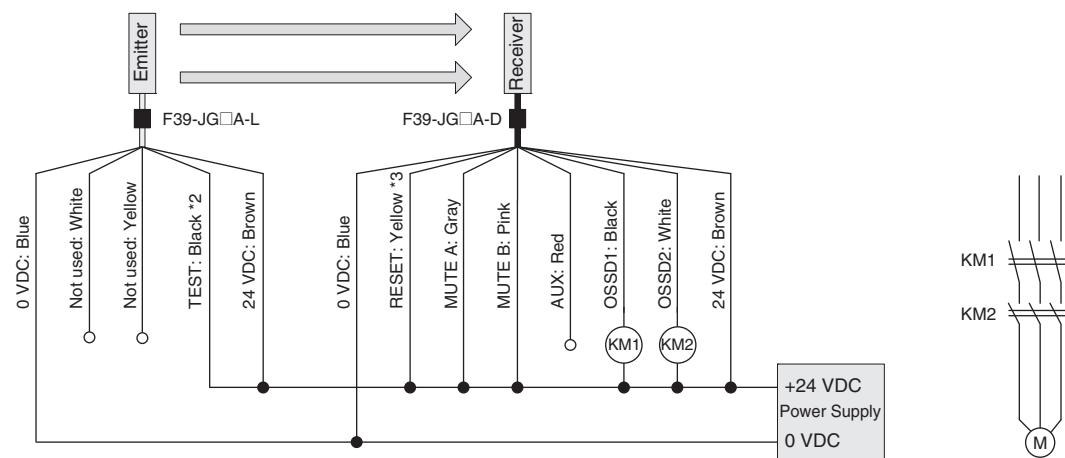 Emitter
Receiver
F39-JG□A-L
F39-JG□A-D
0 VDC: Blue
Not used: White
Not used: Yellow
TEST: Black *2
24 VDC: Brown
0 VDC: Blue
RESET: Yellow *3
MUTE A: Gray
MUTE B: Pink
AUX: Red
OSSD1: Black
OSSD2: White
24 VDC: Brown
KM1
KM2
+24 VDC
Power Supply
0 VDC
KM1
KM2
M